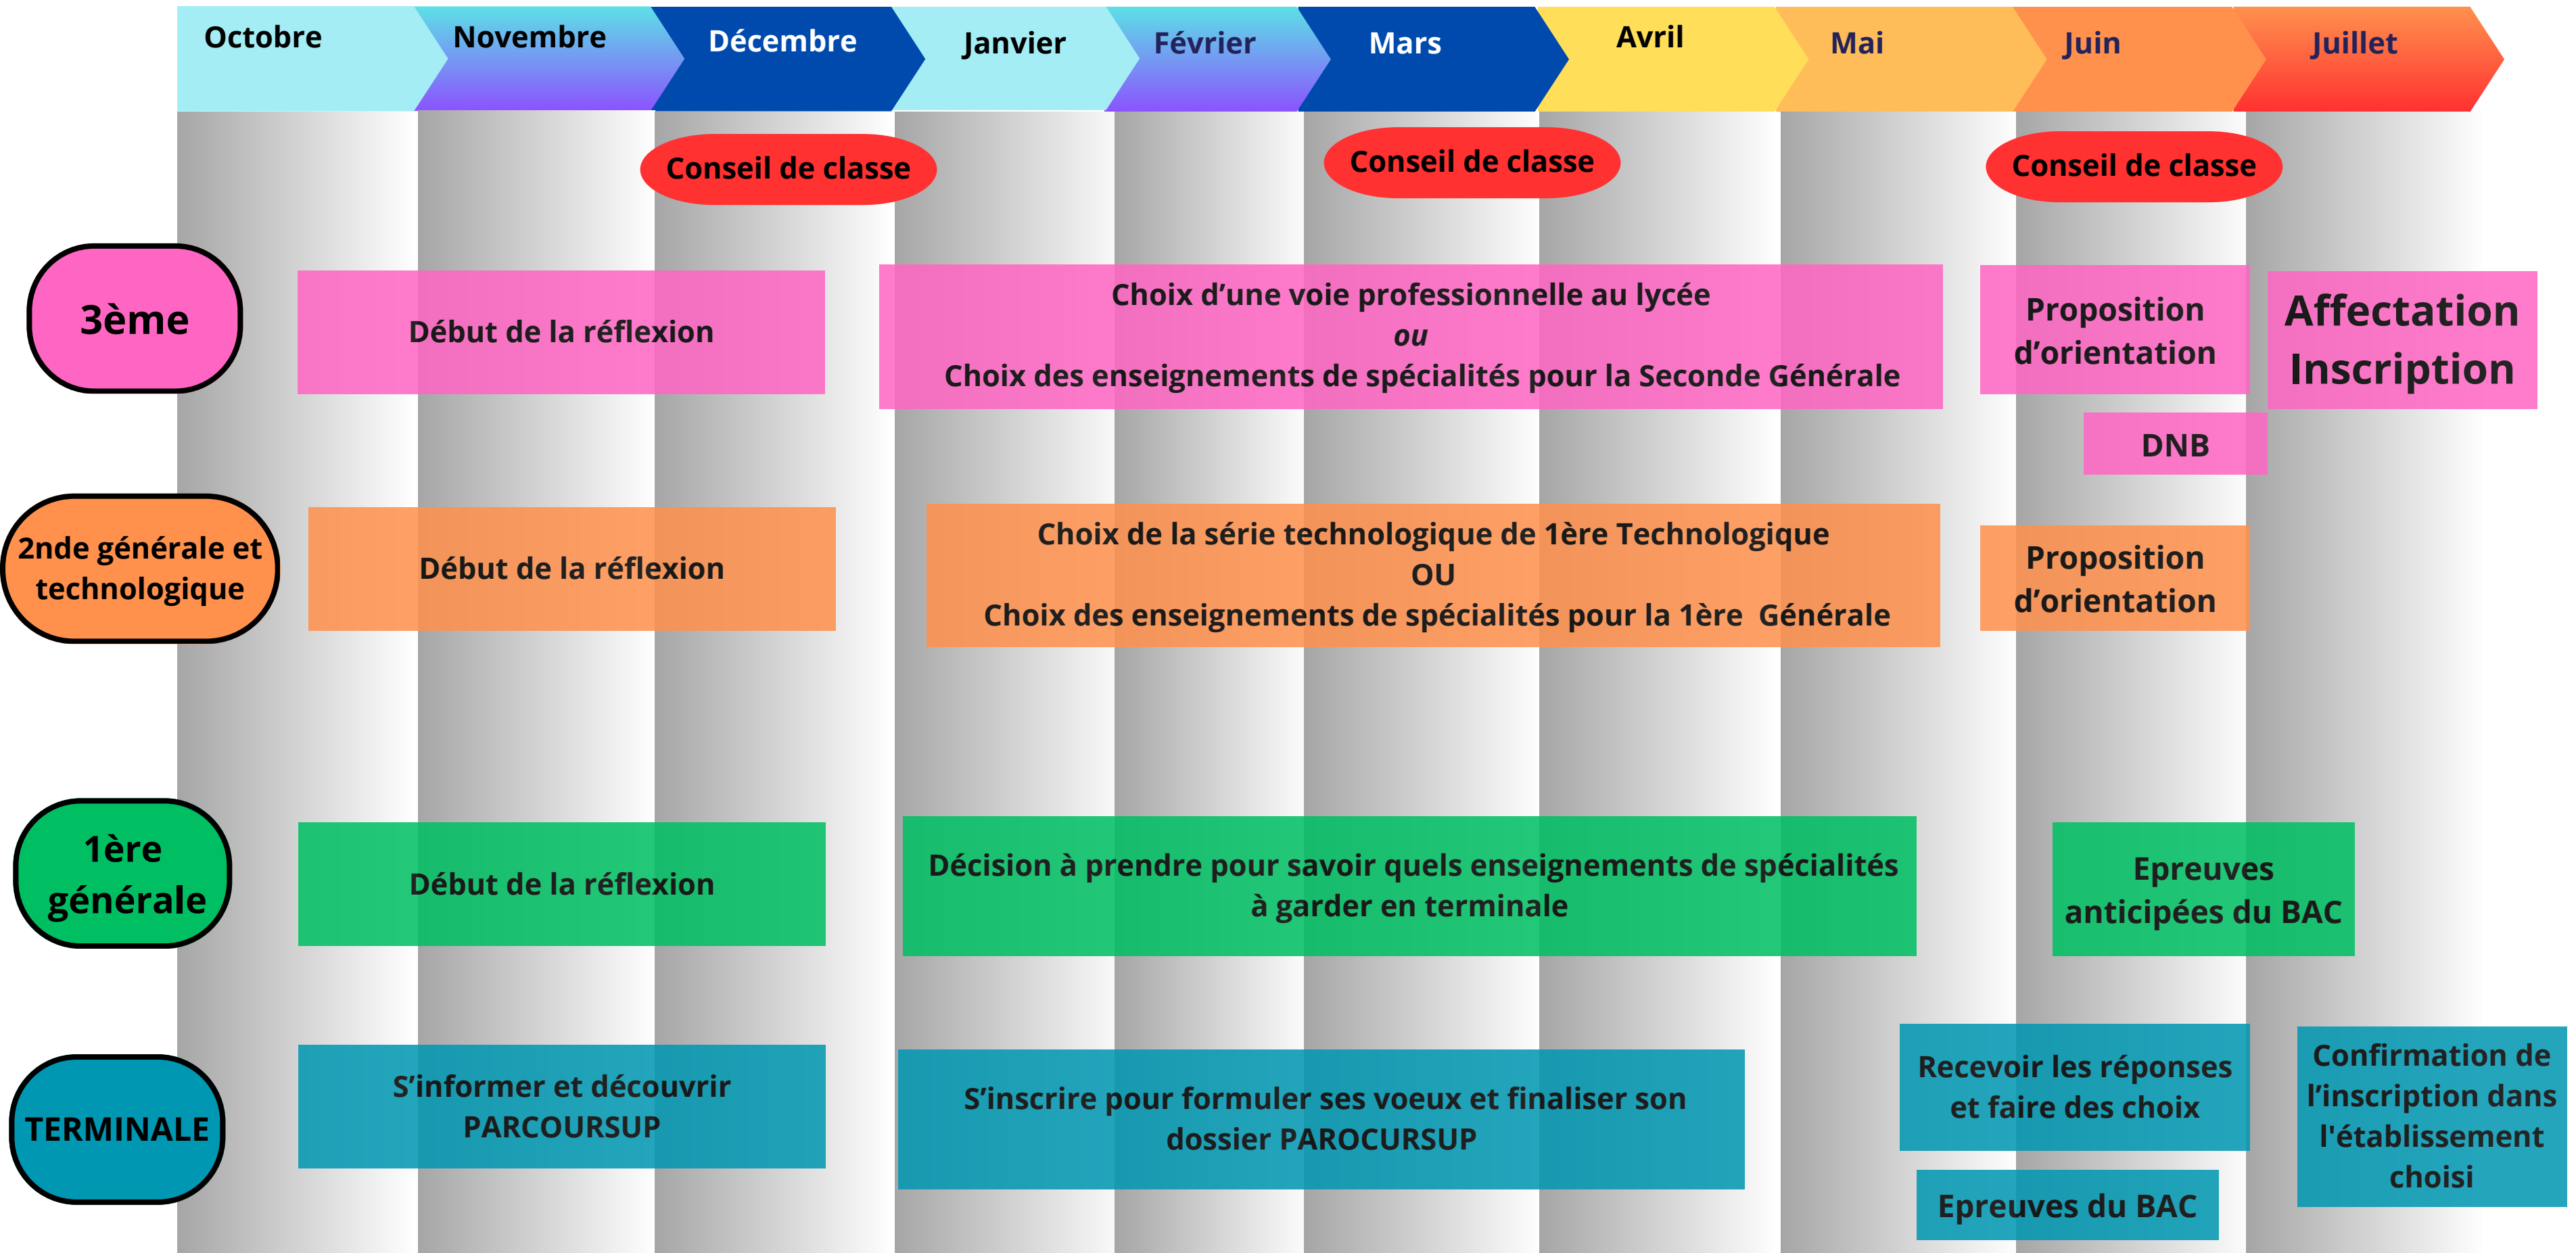 Octobre
Novembre
Décembre
Janvier
Février
Mars
Avril
Mai
Juin
Juillet
Conseil de classe
Conseil de classe
Conseil de classe
3ème
Début de la réflexion
Choix d’une voie professionnelle au lycée
ou
Choix des enseignements de spécialités pour la Seconde Générale
Proposition
d’orientation
Affectation
Inscription
DNB
2nde générale et
technologique
Début de la réflexion
Choix de la série technologique de 1ère Technologique
OU
Choix des enseignements de spécialités pour la 1ère Générale
Proposition
d’orientation
1ère
générale
Début de la réflexion
Décision à prendre pour savoir quels enseignements de spécialités
à garder en terminale
Epreuves
anticipées du BAC
TERMINALE
S’informer et découvrir
PARCOURSUP
S’inscrire pour formuler ses voeux et finaliser son
dossier PAROCURSUP
Recevoir les réponses
et faire des choix
Epreuves du BAC
Confirmation de
l’inscription dans
l'établissement
choisi